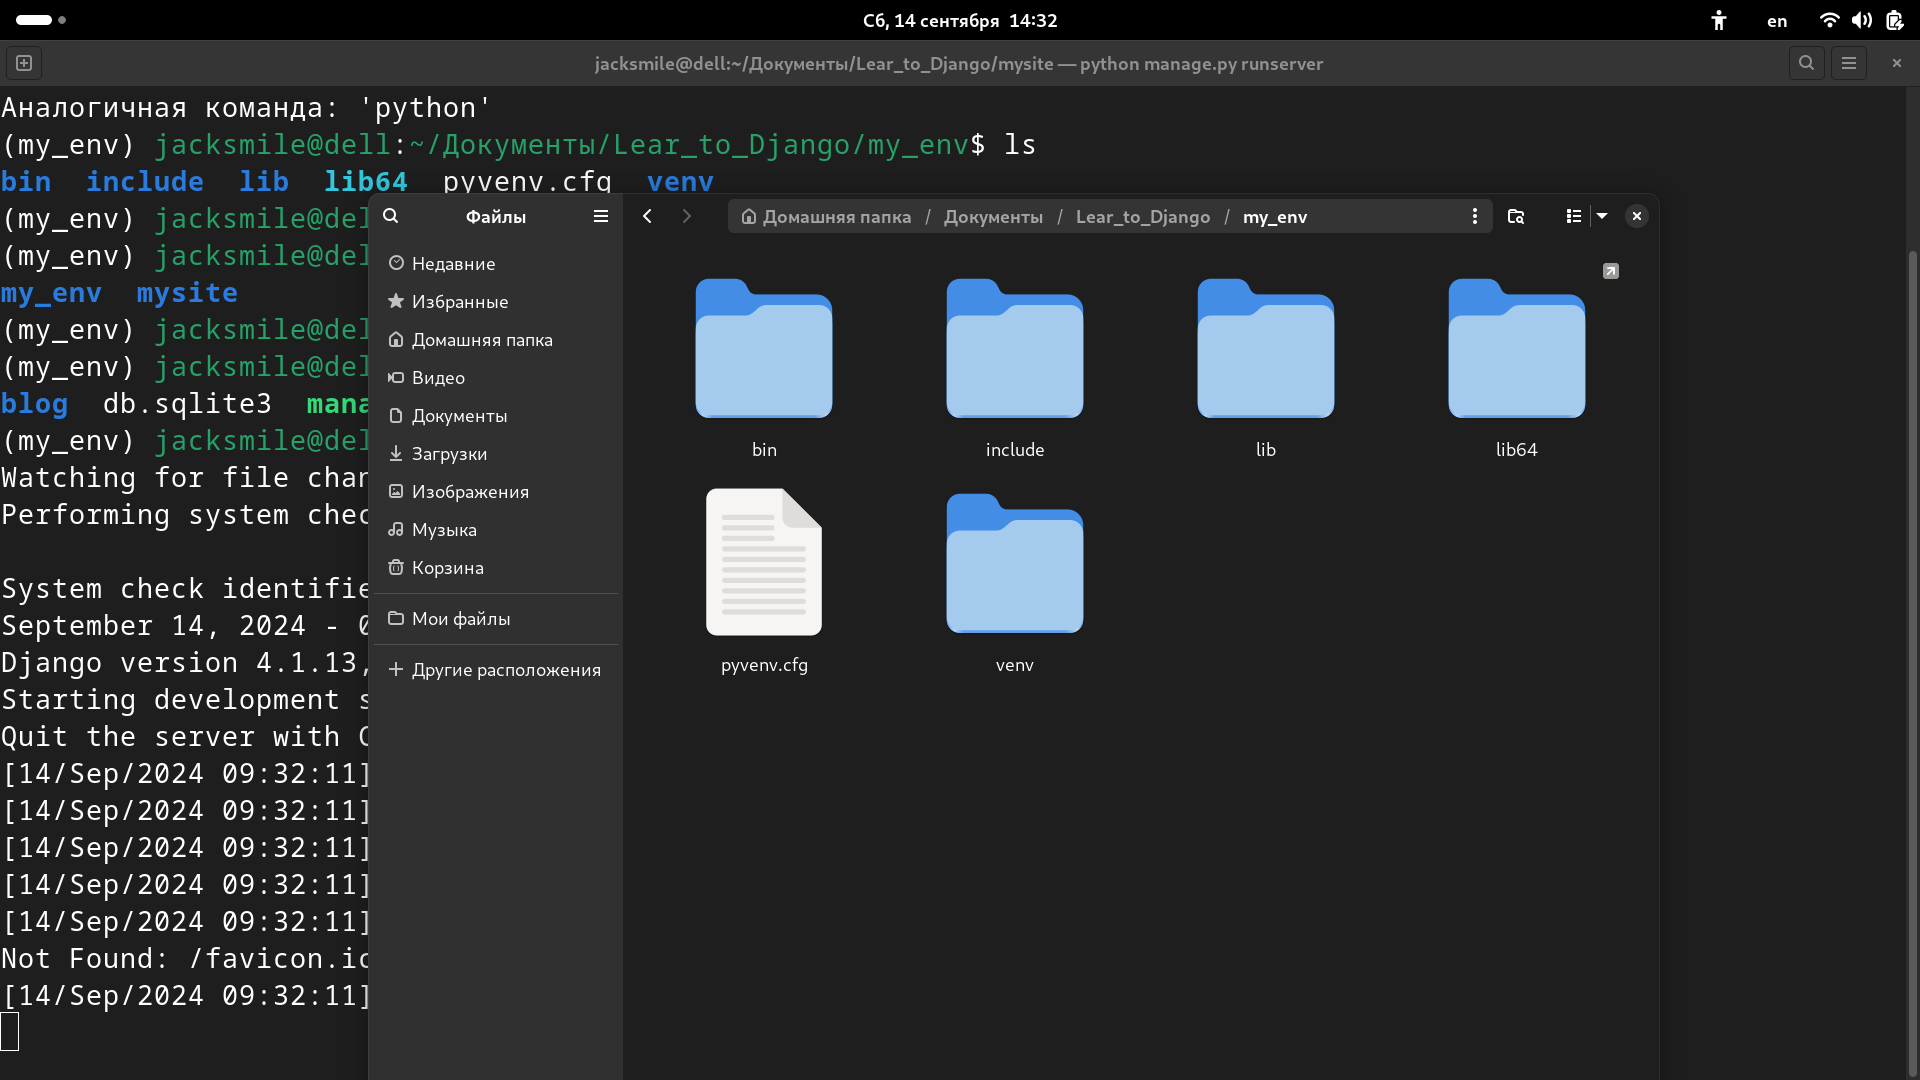 Сб, 14 сентября 14:32
en
jacksmile@dell:~/Документы/Lear_to_Django/mysite — python manage.py runserver
Аналогичная команда: 'python'
(my_env) jacksmile@dell:~/Документы/Lear_to_Django/my_env$ ls
bin include lib lib64 pyvenv.cfg venv
(my_env) jacksmile@del
(my_env) jacksmile@del
my_env mysite
(my_env) jacksmile@del
(my_env) jacksmile@del
blog db.sqlite3 mana
(my_env) jacksmile@del
Watching for file chan
Performing system chec
System check identifie
September 14, 2024 - 0
Django version 4.1.13,
Starting development s
Quit the server with C
[14/Sep/2024 09:32:11]
[14/Sep/2024 09:32:11]
[14/Sep/2024 09:32:11]
[14/Sep/2024 09:32:11]
[14/Sep/2024 09:32:11]
Not Found: /favicon.ic
[14/Sep/2024 09:32:11]
Файлы
Недавние
Избранные
Домашняя папка
Видео
Документы
Загрузки
Изображения
Музыка
Корзина
Мои файлы
Другие расположения
Домашняя папка / Документы / Lear_to_Django / my_env
bin
include
lib
lib64
pyvenv.cfg
venv